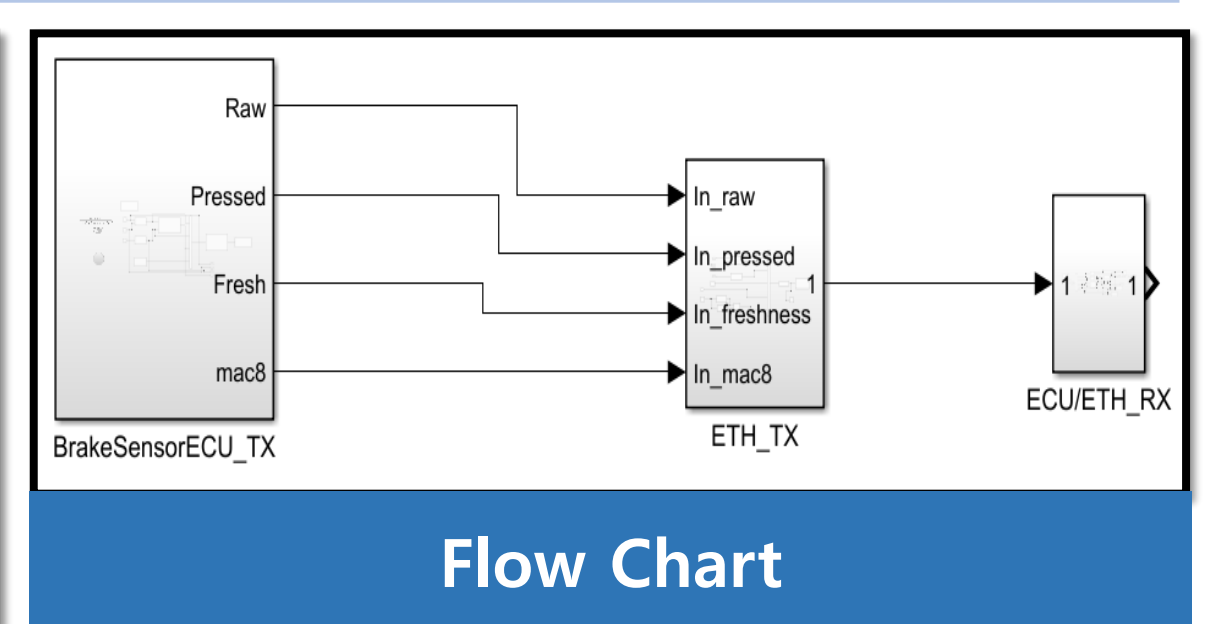 Raw
Pressed
Fresh
mac8
BrakeSensorECU_TX
In_raw
In_pressed
1
In_freshness
In_mac8
ETH_TX
1 1
ECU/ETH_RX
Flow Chart